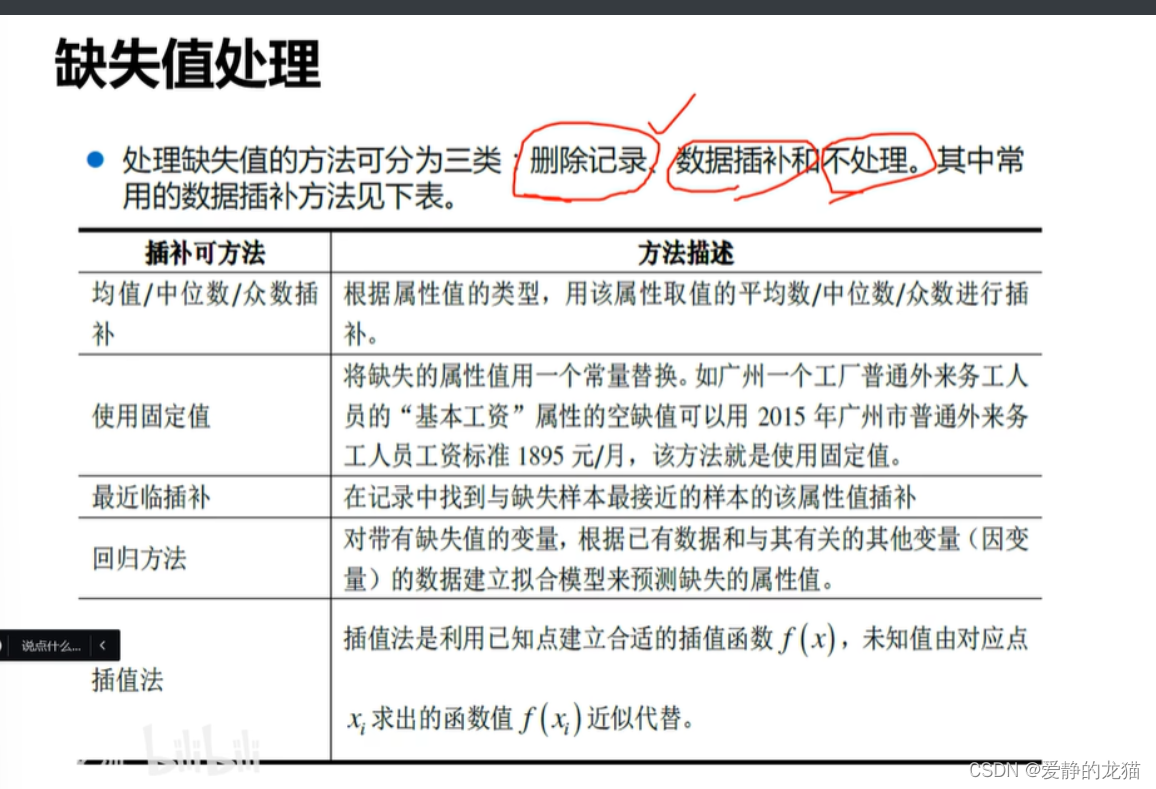 缺失值处理
处理缺失值的方法可分为三类：删除记录、数据插补和不处理。其中常
用的数据插补方法见下表。
插补可方法
方法描述
均值/中位数/众数插
补
根据属性值的类型，用该属性取值的平均数/中位数/众数进行插
补。
使用固定值
将缺失的属性值用一个常量替换。如广州一个工厂普通外来务工人
员的“基本工资”属性的空缺值可以用 2015 年广州市普通外来务
工人员工资标准 1895 元/月，该方法就是使用固定值。
最近临插补
在记录中找到与缺失样本最接近的样本的该属性值插补
回归方法
对带有缺失值的变量，根据已有数据和与其有关的其他变量（因变
量）的数据建立拟合模型来预测缺失的属性值。
插值法
插值法是利用已知点建立合适的插值函数 f(x)，未知值由对应点
xᵢ 求出的函数值 f(xᵢ) 近似代替。
说点什么...
bilibili
CSDN @爱静的龙猫